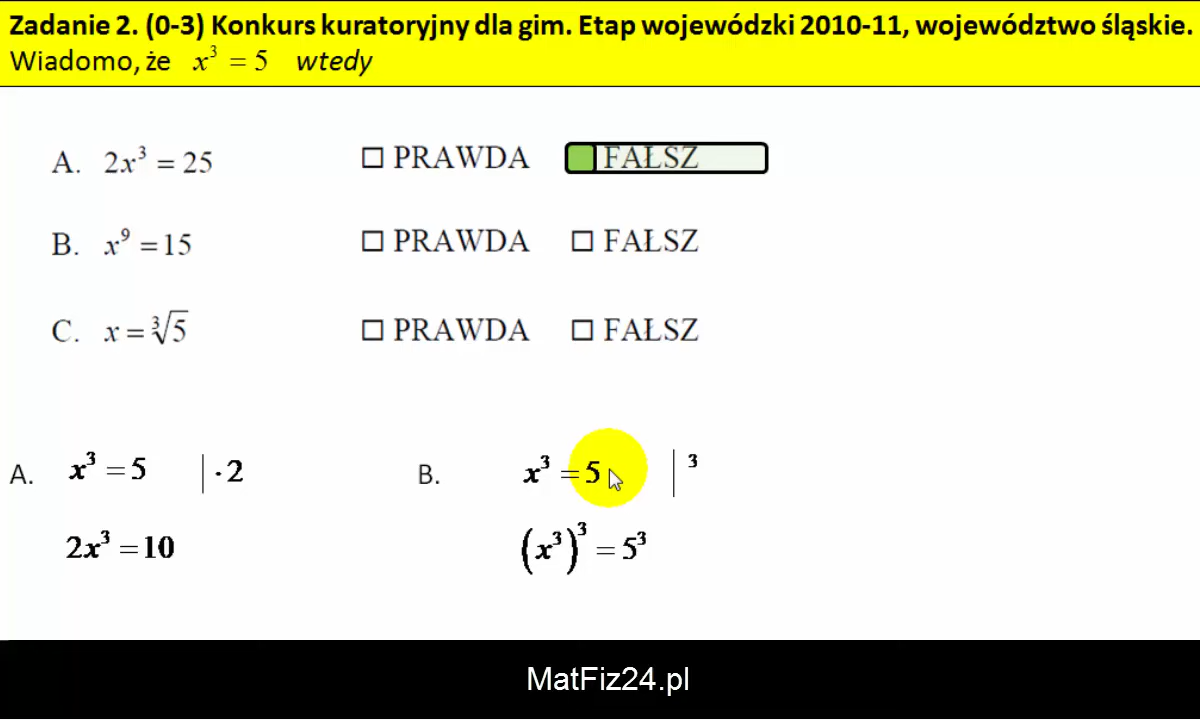 Zadanie 2. (0-3) Konkurs kuratoryjny dla gim. Etap wojewódzki 2010-11, województwo śląskie.
Wiadomo, że x³ = 5 wtedy
A. 2x³ = 25 ☐ PRAWDA FAŁSZ
B. x⁹ = 15 ☐ PRAWDA ☐ FAŁSZ
C. x = ∛5 ☐ PRAWDA ☐ FAŁSZ
A. x³ = 5 | ·2 B. x³ = 5 | ³
2x³ = 10 (x³)³ = 5³
MatFiz24.pl